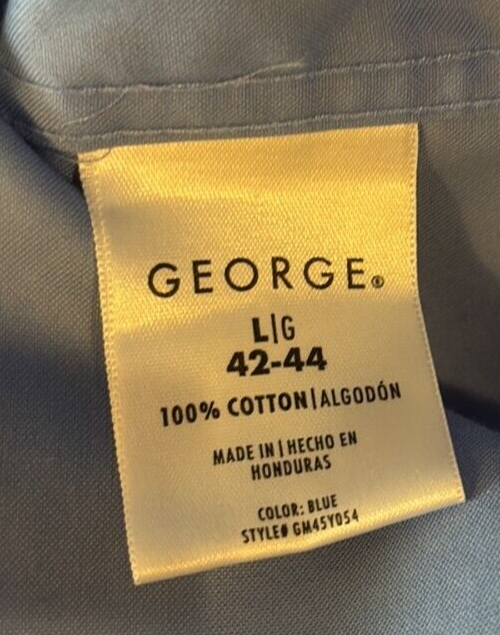 GEORGE®
L|G
42-44
100% COTTON|ALGODÓN
MADE IN | HECHO EN
HONDURAS
COLOR: BLUE
STYLE# GM45Y054